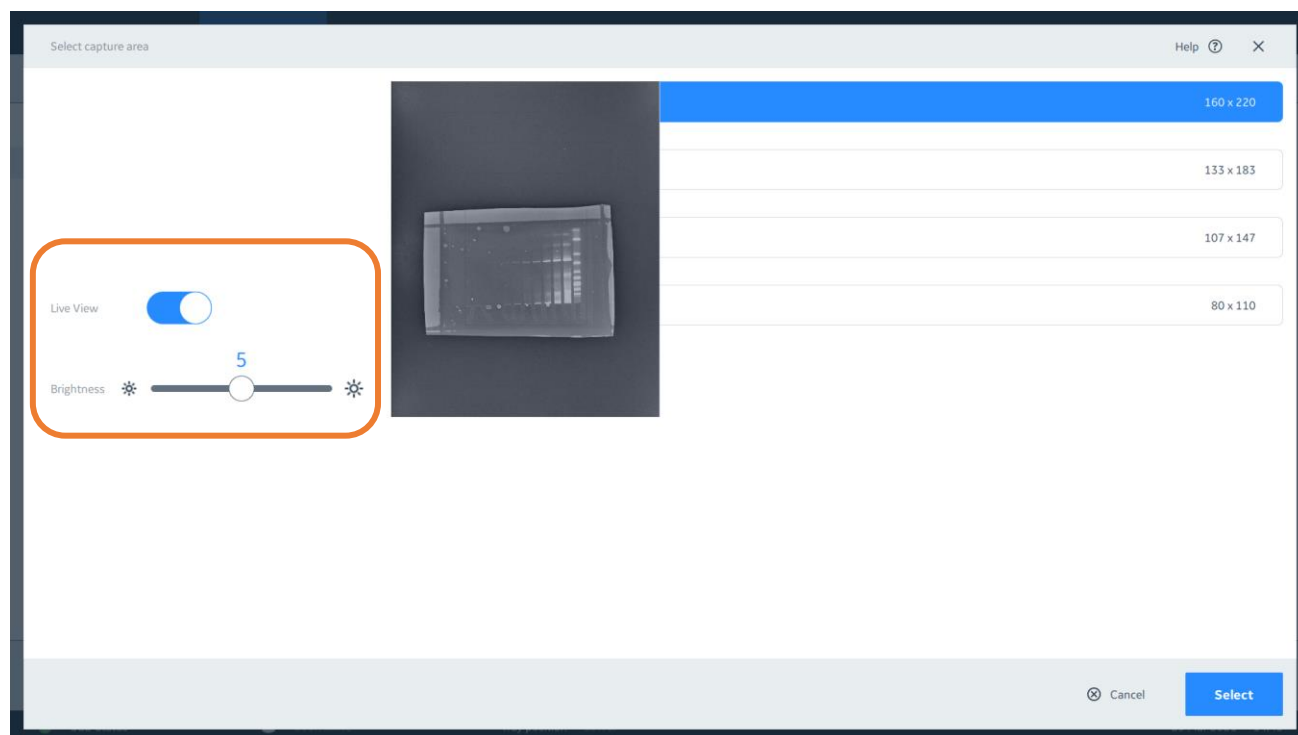 Select capture area
Help
160 x 220
133 x 183
107 x 147
80 x 110
Live View
5
Brightness
Cancel
Select